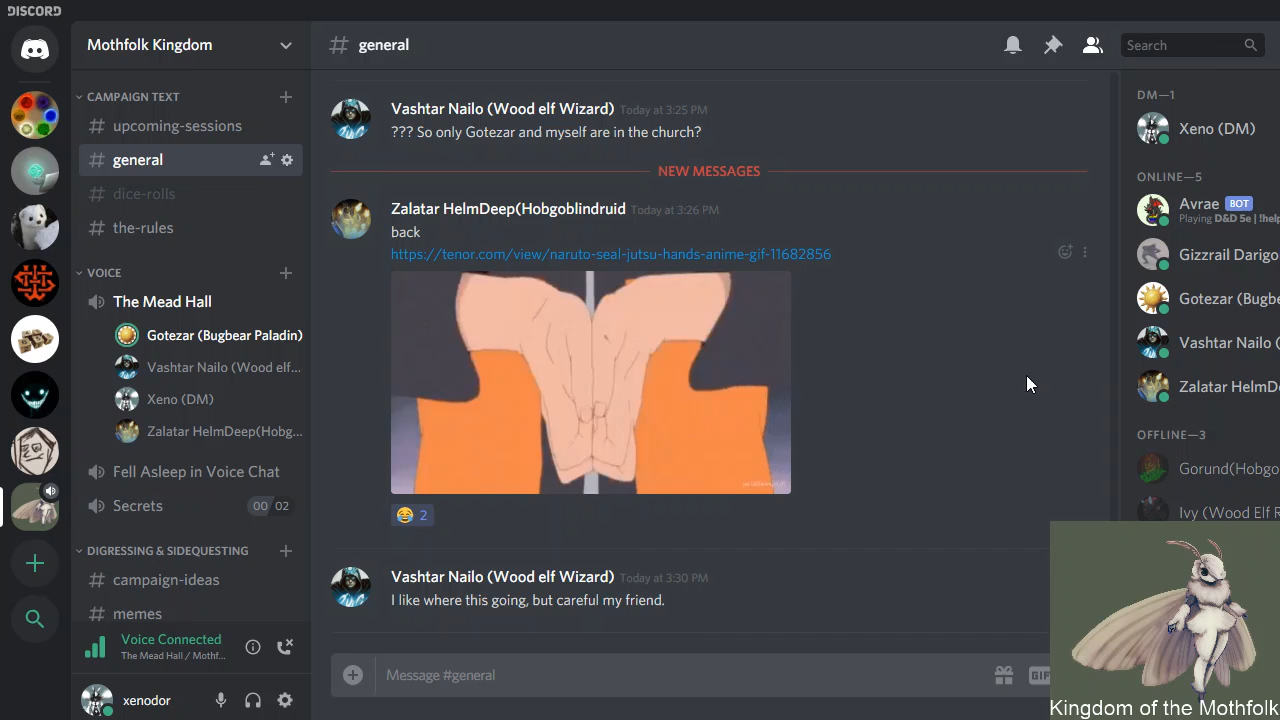 DISCORD
Mothfolk Kingdom
CAMPAIGN TEXT
# upcoming-sessions
# general
# dice-rolls
# the-rules
VOICE
The Mead Hall
Gotezar (Bugbear Paladin)
Vashtar Nailo (Wood elf...
Xeno (DM)
Zalatar HelmDeep(Hobg...
Fell Asleep in Voice Chat
Secrets 00 02
DIGRESSING & SIDEQUESTING
# campaign-ideas
# memes
Voice Connected
The Mead Hall / Mothf...
xenodor
# general
Search
Vashtar Nailo (Wood elf Wizard) Today at 3:25 PM
??? So only Gotezar and myself are in the church?
NEW MESSAGES
Zalatar HelmDeep(Hobgoblindruid Today at 3:26 PM
back
https://tenor.com/view/naruto-seal-jutsu-hands-anime-gif-11682856
😂 2
Vashtar Nailo (Wood elf Wizard) Today at 3:30 PM
I like where this going, but careful my friend.
Message #general
GIF
DM—1
Xeno (DM)
ONLINE—5
Avrae BOT
Playing D&D 5e | !help
Gizzrail Darigo
Gotezar (Bugbe
Vashtar Nailo (
Zalatar HelmD
OFFLINE—3
Gorund(Hobgo
Ivy (Wood Elf R
Kingdom of the Mothfolk